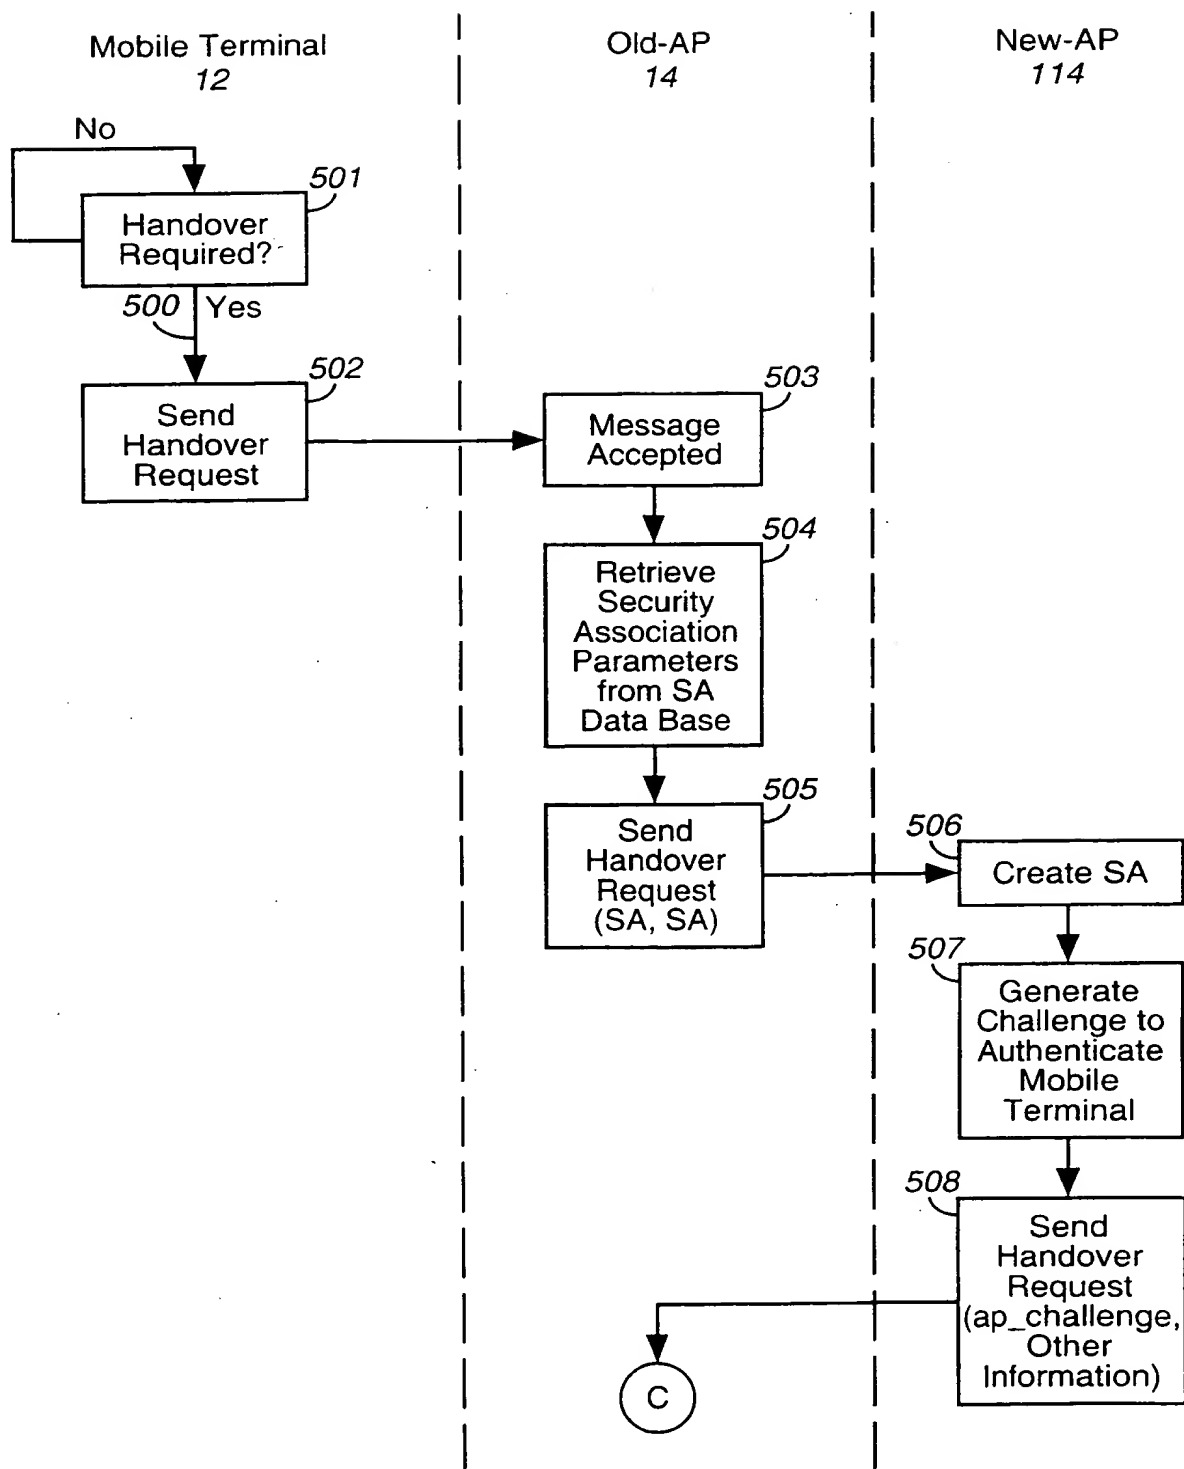 Mobile Terminal
12
Old-AP
14
New-AP
114
No
501
Handover
Required?
500
Yes
502
Send
Handover
Request
503
Message
Accepted
504
Retrieve
Security
Association
Parameters
from SA
Data Base
505
Send
Handover
Request
(SA, SA)
506
Create SA
507
Generate
Challenge to
Authenticate
Mobile
Terminal
508
Send
Handover
Request
(ap_challenge,
Other
Information)
C